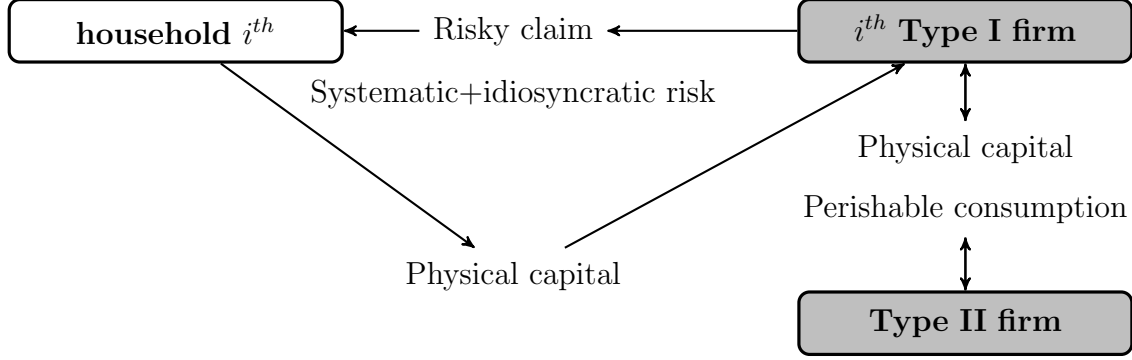 household i^th
Risky claim
i^th Type I firm
Systematic+idiosyncratic risk
Physical capital
Perishable consumption
Physical capital
Type II firm